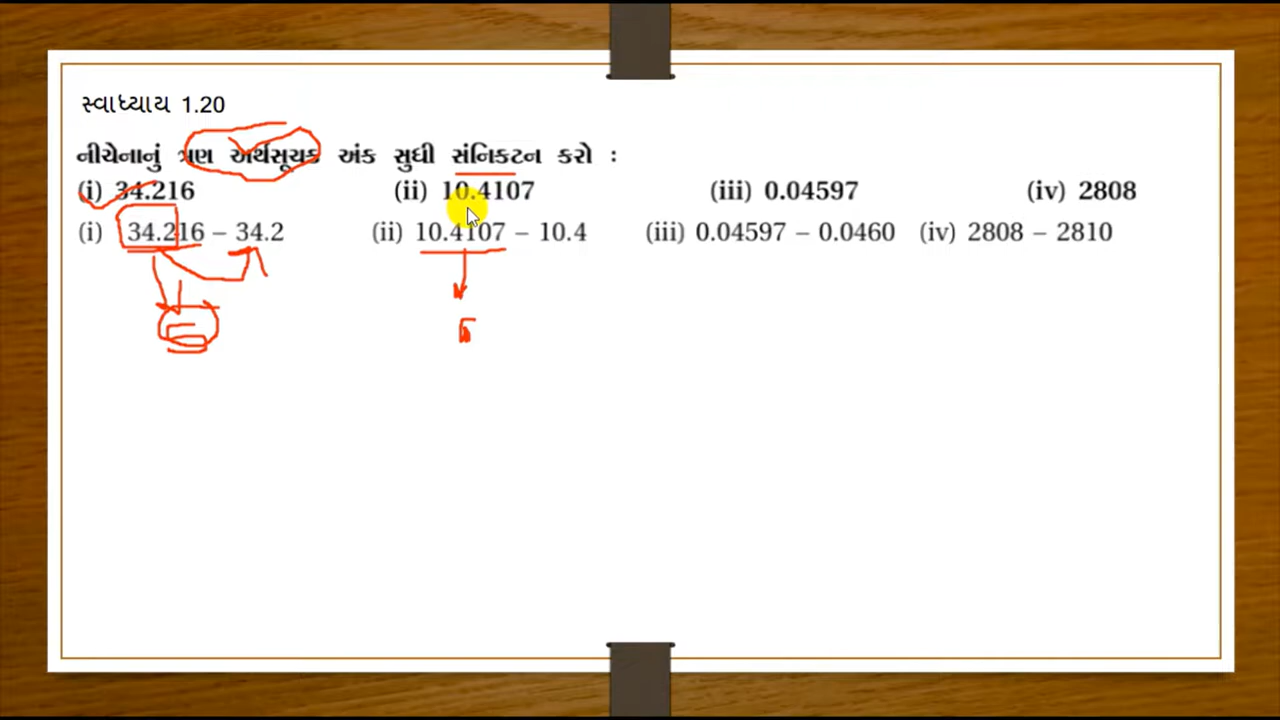 સ્વાધ્યાય 1.20
નીચેનાનું ત્રણ અર્થસૂચક અંક સુધી સંનિકટન કરો :
(i) 34.216 (ii) 10.4107 (iii) 0.04597 (iv) 2808
(i) 34.216 – 34.2 (ii) 10.4107 – 10.4 (iii) 0.04597 – 0.0460 (iv) 2808 – 2810